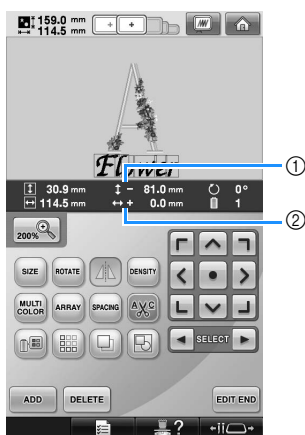 159.0 mm
114.5 mm
Flower
①
30.9 mm ↕ − 81.0 mm 0°
114.5 mm ↔ + 0.0 mm 1
②
200%
SIZE ROTATE DENSITY
MULTI COLOR ARRAY SPACING A C
SELECT
ADD DELETE EDIT END
?